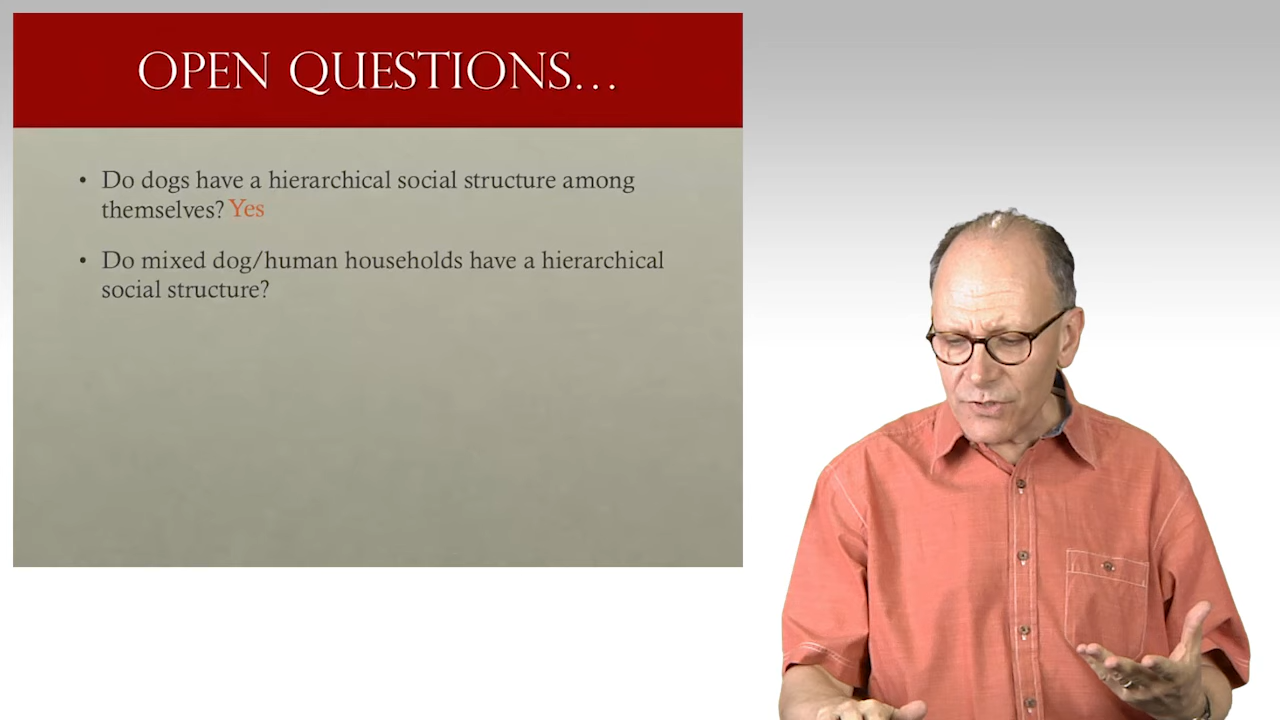 OPEN QUESTIONS...
• Do dogs have a hierarchical social structure among
themselves? Yes
• Do mixed dog/human households have a hierarchical
social structure?